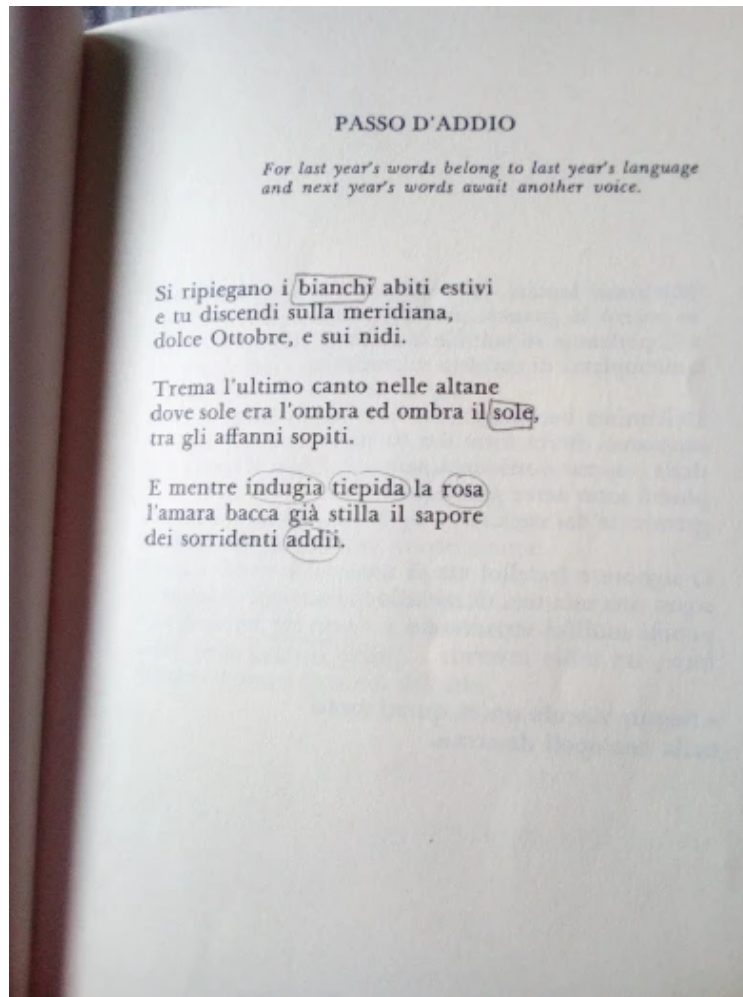 PASSO D'ADDIO
For last year's words belong to last year's language
and next year's words await another voice.
Si ripiegano i bianchi abiti estivi
e tu discendi sulla meridiana,
dolce Ottobre, e sui nidi.
Trema l'ultimo canto nelle altane
dove sole era l'ombra ed ombra il sole,
tra gli affanni sopiti.
E mentre indugia tiepida la rosa
l'amara bacca già stilla il sapore
dei sorridenti addii.